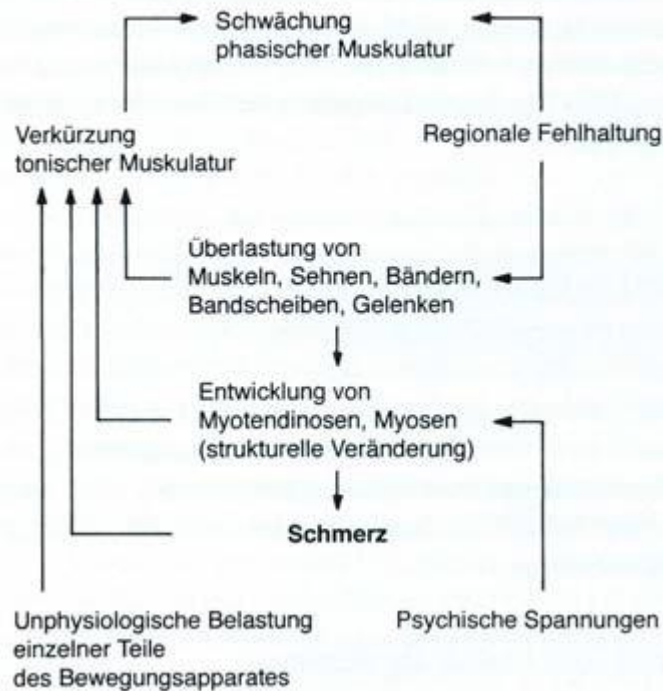 Schwächung
phasischer Muskulatur
Verkürzung
tonischer Muskulatur
Regionale Fehlhaltung
Überlastung von
Muskeln, Sehnen, Bändern,
Bandscheiben, Gelenken
Entwicklung von
Myotendinosen, Myosen
(strukturelle Veränderung)
Schmerz
Unphysiologische Belastung
einzelner Teile
des Bewegungsapparates
Psychische Spannungen